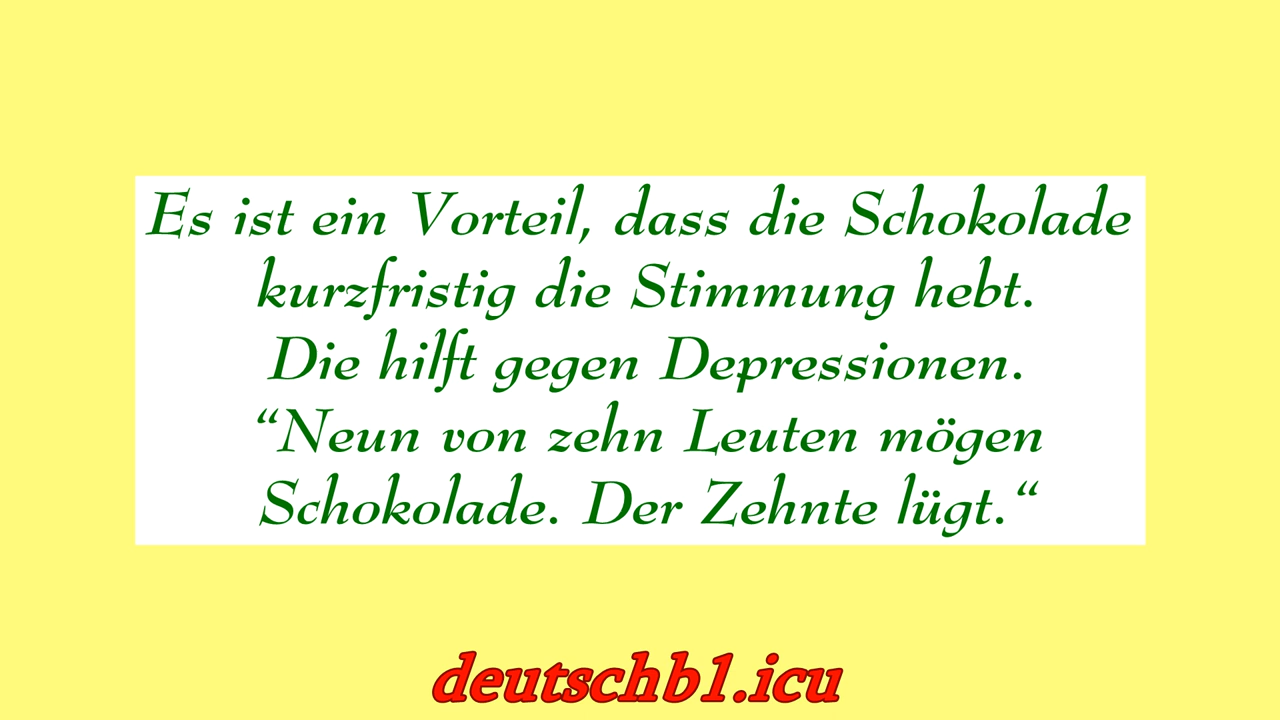 Es ist ein Vorteil, dass die Schokolade
kurzfristig die Stimmung hebt.
Die hilft gegen Depressionen.
“Neun von zehn Leuten mögen
Schokolade. Der Zehnte lügt.“
deutschb1.icu